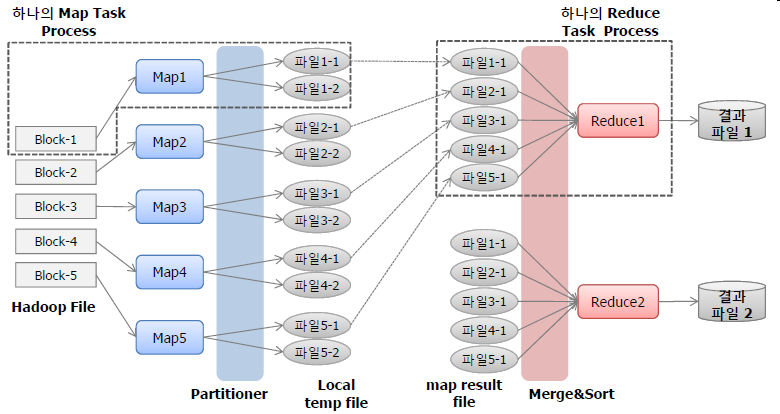 하나의 Map Task
Process
하나의 Reduce
Task Process
Block-1
Block-2
Block-3
Block-4
Block-5
Hadoop File
Map1
Map2
Map3
Map4
Map5
Partitioner
파일1-1
파일1-2
파일2-1
파일2-2
파일3-1
파일3-2
파일4-1
파일4-2
파일5-1
파일5-2
Local
temp file
파일1-1
파일2-1
파일3-1
파일4-1
파일5-1
파일1-1
파일2-1
파일3-1
파일4-1
파일5-1
map result
file
Merge&Sort
Reduce1
Reduce2
결과
파일 1
결과
파일 2